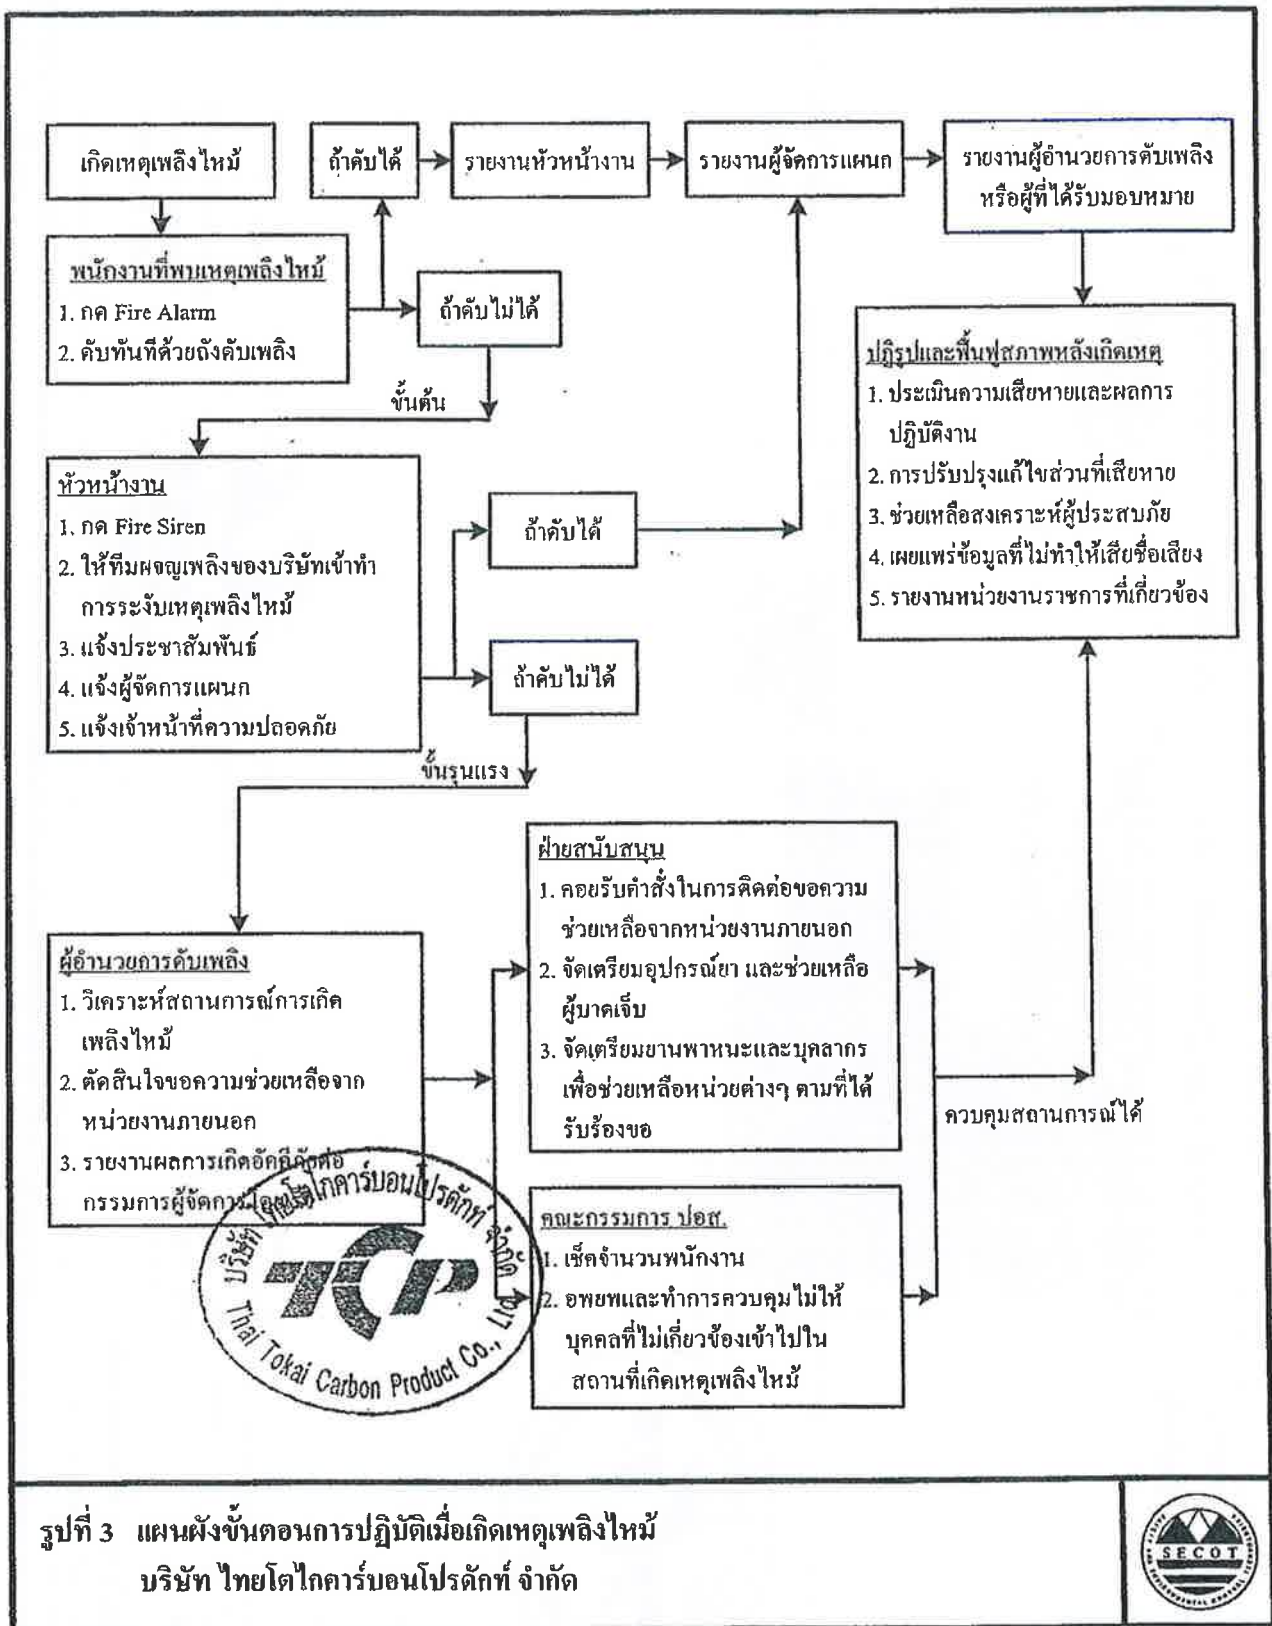 เกิดเหตุเพลิงไหม้
ถ้าดับได้
รายงานหัวหน้างาน
รายงานผู้จัดการแผนก
รายงานผู้อำนวยการดับเพลิง
หรือผู้ที่ได้รับมอบหมาย
พนักงานที่พบเหตุเพลิงไหม้
1. กด Fire Alarm
2. ดับทันทีด้วยถังดับเพลิง
ถ้าดับไม่ได้
ขั้นต้น
ปฎิรูปและฟื้นฟูสภาพหลังเกิดเหตุ
1. ประเมินความเสียหายและผลการ
ปฏิบัติงาน
2. การปรับปรุงแก้ไขส่วนที่เสียหาย
3. ช่วยเหลือสงเคราะห์ผู้ประสบภัย
4. เผยแพร่ข้อมูลที่ไม่ทำให้เสียชื่อเสียง
5. รายงานหน่วยงานราชการที่เกี่ยวข้อง
หัวหน้างาน
1. กด Fire Siren
2. ให้ทีมผจญเพลิงของบริษัทเข้าทำ
การระงับเหตุเพลิงไหม้
3. แจ้งประชาสัมพันธ์
4. แจ้งผู้จัดการแผนก
5. แจ้งเจ้าหน้าที่ความปลอดภัย
ถ้าดับได้
ถ้าดับไม่ได้
ขั้นรุนแรง
ผู้อำนวยการดับเพลิง
1. วิเคราะห์สถานการณ์การเกิด
เพลิงไหม้
2. ตัดสินใจขอความช่วยเหลือจาก
หน่วยงานภายนอก
3. รายงานผลการเกิดอัคคีภัยต่อ
กรรมการผู้จัดการ
ฝ่ายสนับสนุน
1. คอยรับคำสั่งในการติดต่อขอความ
ช่วยเหลือจากหน่วยงานภายนอก
2. จัดเตรียมอุปกรณ์ยา และช่วยเหลือ
ผู้บาดเจ็บ
3. จัดเตรียมยานพาหนะและบุคลากร
เพื่อช่วยเหลือหน่วยต่างๆ ตามที่ได้
รับร้องขอ
ควบคุมสถานการณ์ได้
คณะกรรมการ ปอส.
1. เช็คจำนวนพนักงาน
2. อพยพและทำการควบคุมไม่ให้
บุคคลที่ไม่เกี่ยวข้องเข้าไปใน
สถานที่เกิดเหตุเพลิงไหม้
บริษัท ไทยโตไกคาร์บอนโปรดักท์ จำกัด
TCP
Thai Tokai Carbon Product Co., Ltd.
รูปที่ 3 แผนผังขั้นตอนการปฏิบัติเมื่อเกิดเหตุเพลิงไหม้
บริษัท ไทยโตไกคาร์บอนโปรดักท์ จำกัด
SECOT